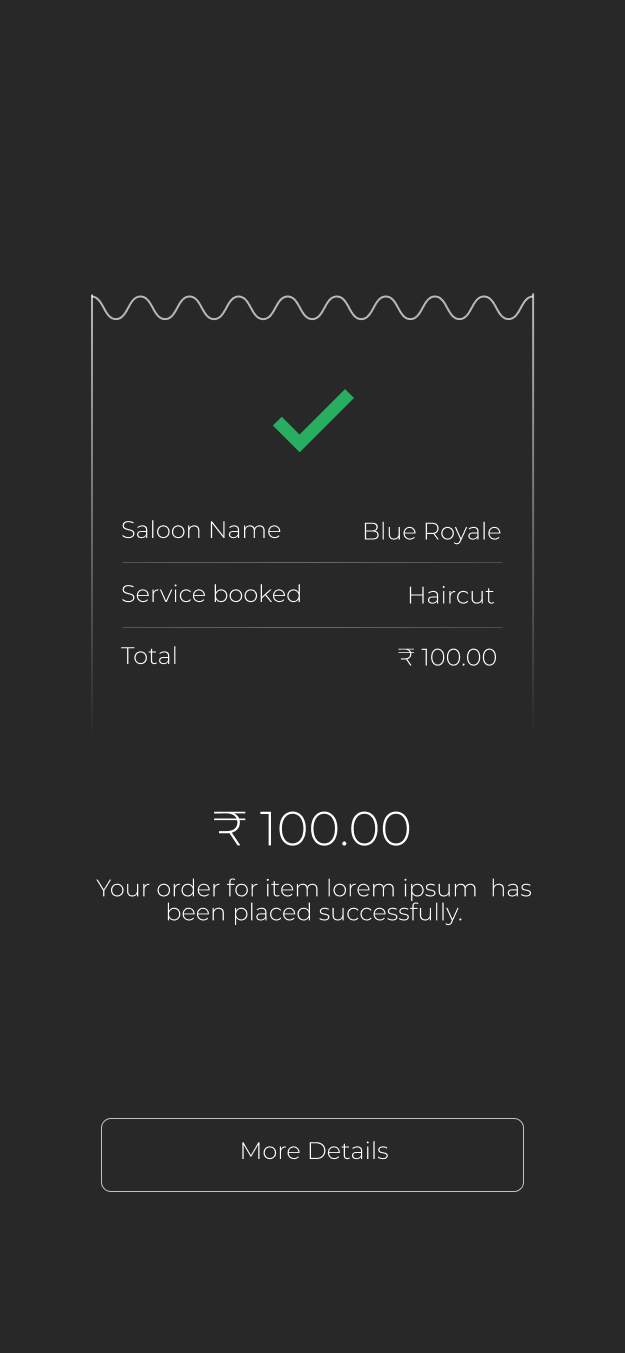 Saloon Name Blue Royale
Service booked Haircut
Total ₹ 100.00
₹ 100.00
Your order for item lorem ipsum  has
been placed successfully.
More Details